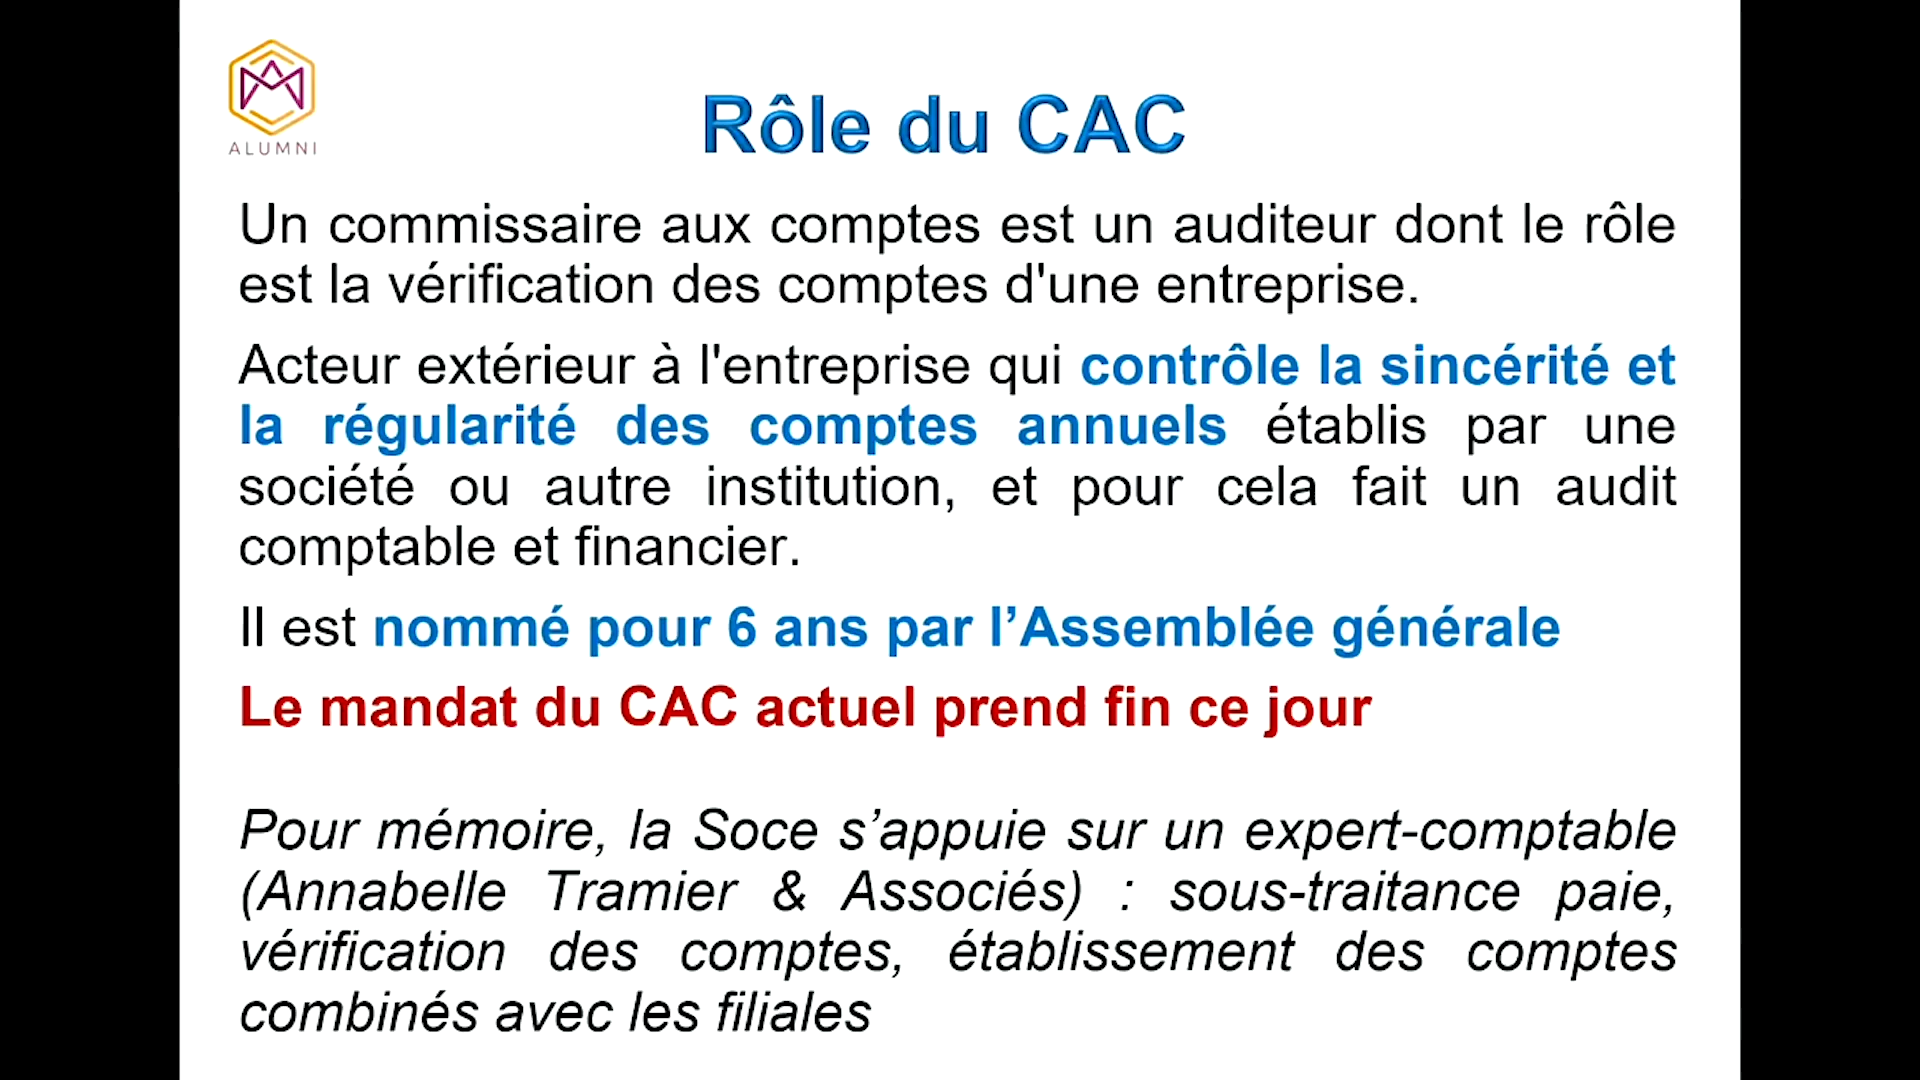 ALUMNI
Rôle du CAC
Un commissaire aux comptes est un auditeur dont le rôle
est la vérification des comptes d'une entreprise.
Acteur extérieur à l'entreprise qui contrôle la sincérité et
la régularité des comptes annuels établis par une
société ou autre institution, et pour cela fait un audit
comptable et financier.
Il est nommé pour 6 ans par l’Assemblée générale
Le mandat du CAC actuel prend fin ce jour
Pour mémoire, la Soce s’appuie sur un expert-comptable
(Annabelle Tramier & Associés) : sous-traitance paie,
vérification des comptes, établissement des comptes
combinés avec les filiales